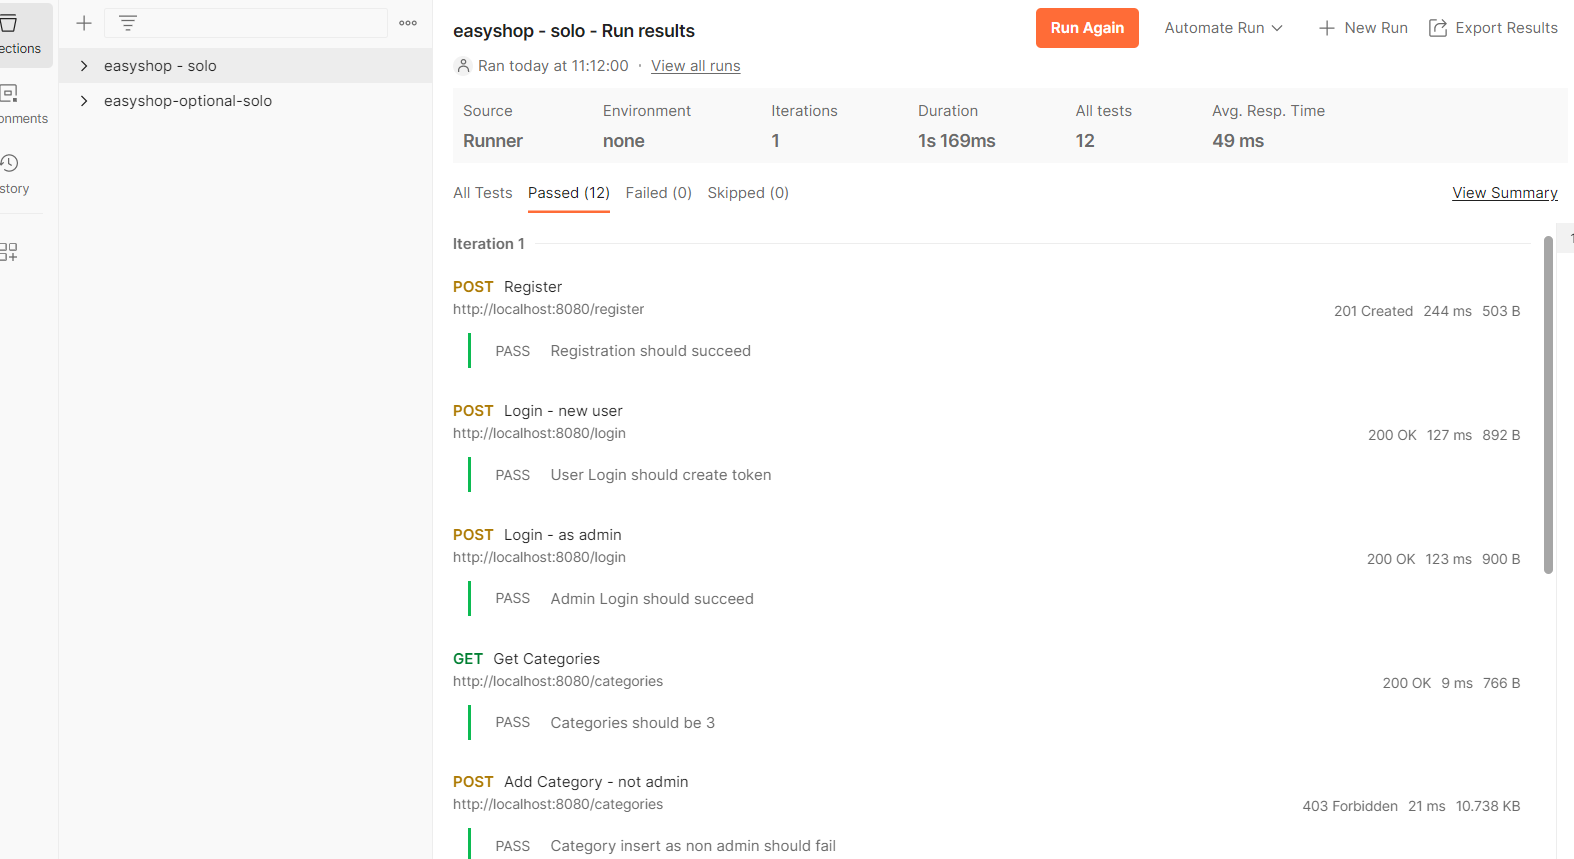 ections
onments
story
easyshop - solo
easyshop-optional-solo
easyshop - solo - Run results
Run Again
Automate Run
New Run
Export Results
Ran today at 11:12:00 · View all runs
Source Environment Iterations Duration All tests Avg. Resp. Time
Runner none 1 1s 169ms 12 49 ms
All Tests Passed (12) Failed (0) Skipped (0) View Summary
Iteration 1
1
POST Register
http://localhost:8080/register
201 Created 244 ms 503 B
PASS Registration should succeed
POST Login - new user
http://localhost:8080/login
200 OK 127 ms 892 B
PASS User Login should create token
POST Login - as admin
http://localhost:8080/login
200 OK 123 ms 900 B
PASS Admin Login should succeed
GET Get Categories
http://localhost:8080/categories
200 OK 9 ms 766 B
PASS Categories should be 3
POST Add Category - not admin
http://localhost:8080/categories
403 Forbidden 21 ms 10.738 KB
PASS Category insert as non admin should fail